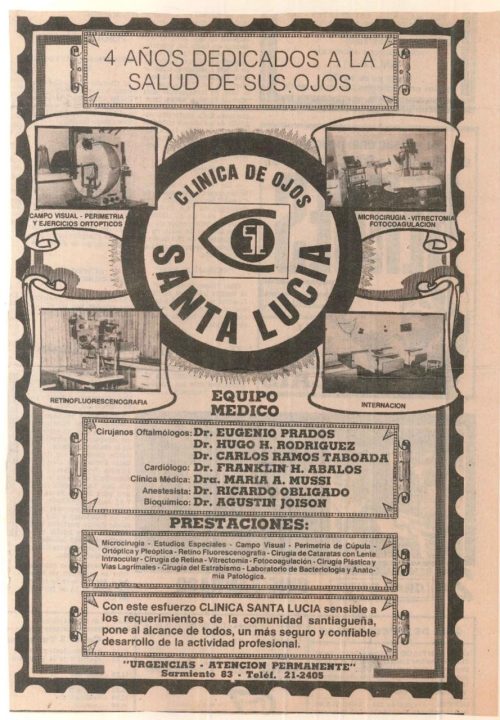 4 AÑOS DEDICADOS A LA
SALUD DE SUS OJOS
CLINICA DE OJOS
SL
SANTA LUCIA
CAMPO VISUAL - PERIMETRIA
Y EJERCICIOS ORTOPTICOS
MICROCIRUGIA - VITRECTOMIA
FOTOCOAGULACION
RETINOFLUORESCENOGRAFIA
INTERNACION
EQUIPO
MEDICO
Cirujanos Oftalmólogos: Dr. EUGENIO PRADOS
Dr. HUGO H. RODRIGUEZ
Dr. CARLOS RAMOS TABOADA
Cardiólogo: Dr. FRANKLIN H. ABALOS
Clínica Médica: Dra. MARIA A. MUSSI
Anestesista: Dr. RICARDO OBLIGADO
Bioquímico: Dr. AGUSTIN JOISON
PRESTACIONES:
Microcirugía - Estudios Especiales - Campo Visual - Perimetría de Cúpula -
Ortóptica y Pleoptica - Retino Fluorescenografía - Cirugía de Cataratas con Lente
Intraocular - Cirugía de Retina - Vitrectomía - Fotocoagulación - Cirugía Plástica y
Vías Lagrimales - Cirugía del Estrabismo - Laboratorio de Bacteriología y Anato-
mía Patológica.
Con este esfuerzo CLINICA SANTA LUCIA sensible a
los requerimientos de la comunidad santiagueña,
pone al alcance de todos, un más seguro y confiable
desarrollo de la actividad profesional.
"URGENCIAS - ATENCION PERMANENTE"
Sarmiento 83 - Teléf. 21-2405